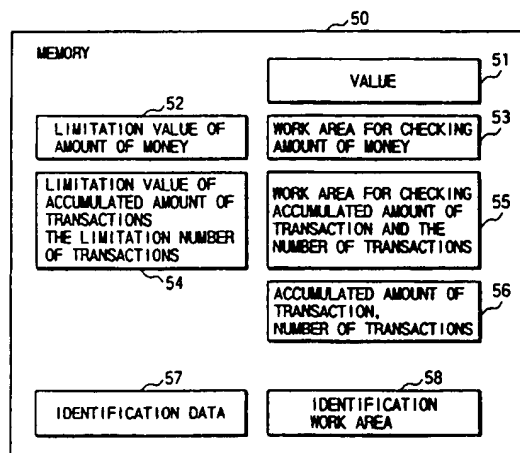 50
MEMORY
51
VALUE
52
LIMITATION VALUE OF
AMOUNT OF MONEY
53
WORK AREA FOR CHECKING
AMOUNT OF MONEY
LIMITATION VALUE OF
ACCUMULATED AMOUNT OF
TRANSACTIONS
THE LIMITATION NUMBER
OF TRANSACTIONS
54
WORK AREA FOR CHECKING
ACCUMULATED AMOUNT OF
TRANSACTION AND THE
NUMBER OF TRANSACTIONS
55
ACCUMULATED AMOUNT OF
TRANSACTION,
NUMBER OF TRANSACTIONS
56
57
IDENTIFICATION DATA
58
IDENTIFICATION
WORK AREA